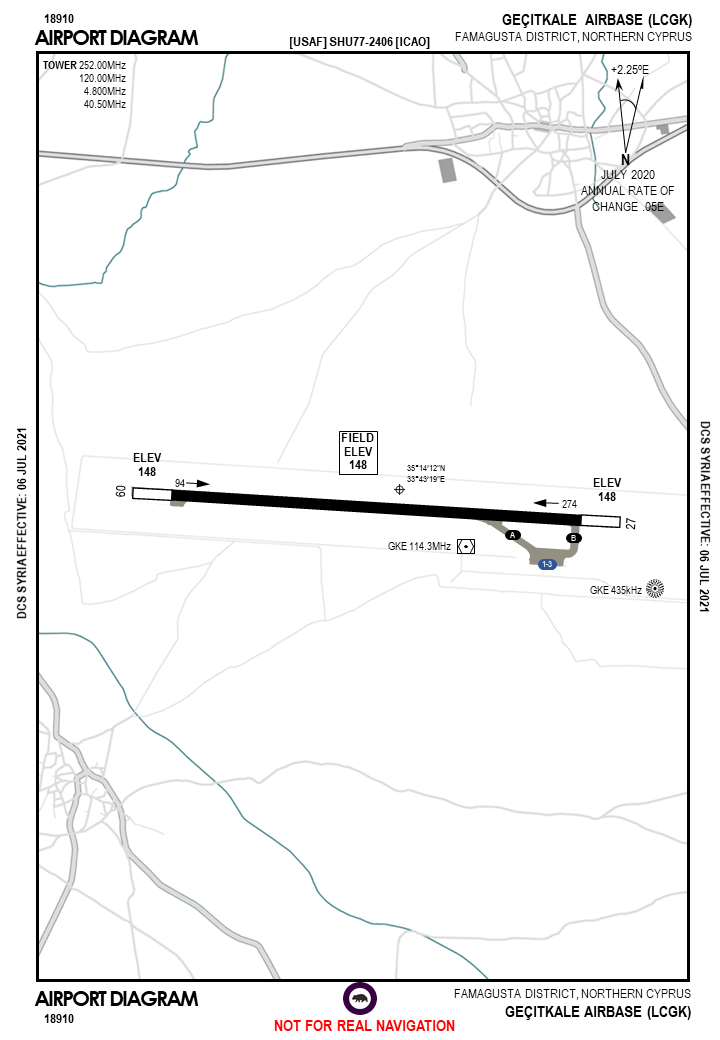 18910
AIRPORT DIAGRAM
[USAF] SHU77-2406 [ICAO]
GEÇITKALE AIRBASE (LCGK)
FAMAGUSTA DISTRICT, NORTHERN CYPRUS
TOWER 252.00MHz
120.00MHz
4.800MHz
40.50MHz
+2.25ºE
N
JULY 2020
ANNUAL RATE OF
CHANGE .05E
FIELD
ELEV
148
ELEV
148
35°14'12"N
33°43'19"E
ELEV
148
09
94
274
27
A
B
GKE 114.3MHz
1-3
GKE 435kHz
DCS SYRIA
EFFECTIVE: 06 JUL 2021
DCS SYRIA
EFFECTIVE: 06 JUL 2021
AIRPORT DIAGRAM
18910
NOT FOR REAL NAVIGATION
FAMAGUSTA DISTRICT, NORTHERN CYPRUS
GEÇITKALE AIRBASE (LCGK)